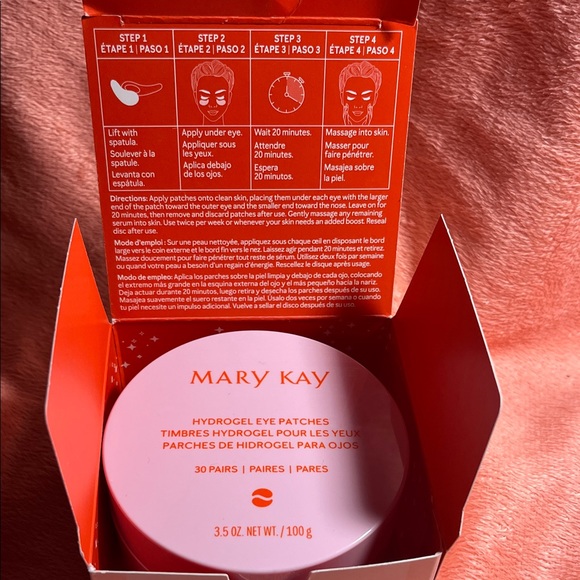 STEP 1
ÉTAPE 1 | PASO 1
STEP 2
ÉTAPE 2 | PASO 2
STEP 3
ÉTAPE 3 | PASO 3
STEP 4
ÉTAPE 4 | PASO 4
Lift with
spatula.
Soulever à la
spatule.
Levanta con
espátula.
Apply under eye.
Appliquer sous
les yeux.
Aplica debajo
de los ojos.
Wait 20 minutes.
Attendre
20 minutes.
Espera
20 minutos.
Massage into skin.
Masser pour
faire pénétrer.
Masajea sobre
la piel.
Directions: Apply patches onto clean skin, placing them under each eye with the larger
end of the patch toward the outer eye and the smaller end toward the nose. Leave on for
20 minutes, then remove and discard patches after use. Gently massage any remaining
serum into skin. Use twice per week or whenever your skin needs an added boost. Reseal
disc after use.
Mode d'emploi : Sur une peau nettoyée, appliquez sous chaque œil en disposant le bord
large vers le coin externe et le bord fin vers le nez. Laissez agir pendant 20 minutes et retirez.
Massez doucement pour faire pénétrer tout reste de sérum. Utilisez deux fois par semaine
ou quand votre peau a besoin d'un regain d'énergie. Rescellez le disque après usage.
Modo de empleo: Aplica los parches sobre la piel limpia y debajo de cada ojo, colocando
el extremo más grande en la esquina externa del ojo y el más pequeño hacia la nariz.
Deja actuar durante 20 minutos, luego retira y desecha los parches después de su uso.
Masajea suavemente el suero restante en la piel. Úsalo dos veces por semana o cuando
tu piel necesite un impulso adicional. Vuelve a sellar el disco después de su uso.
MARY KAY
HYDROGEL EYE PATCHES
TIMBRES HYDROGEL POUR LES YEUX
PARCHES DE HIDROGEL PARA OJOS
30 PAIRS | PAIRES | PARES
3.5 OZ. NET WT. / 100 g